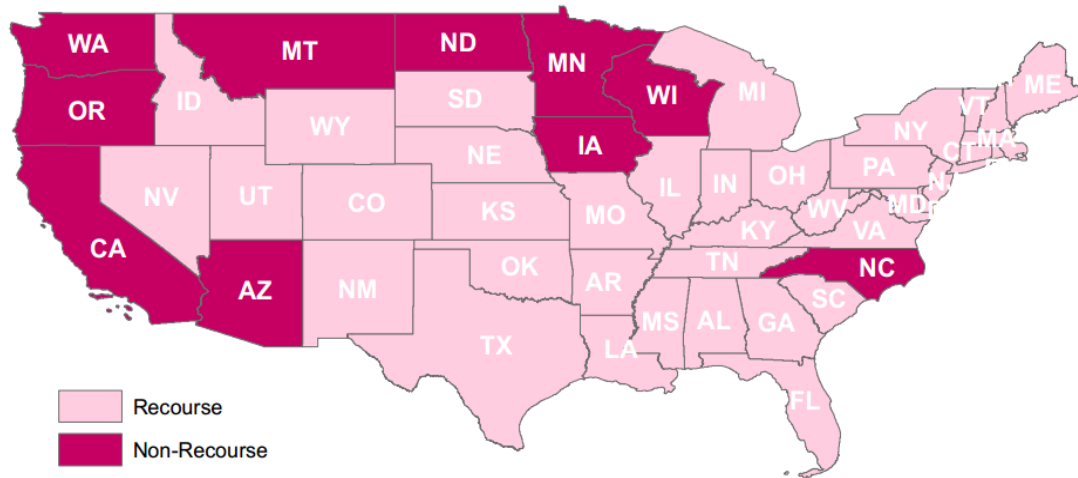 WA
MT
ND
MN
OR
ID
SD
WI
MI
ME
VT
WY
NY
MA
CT
IA
NE
PA
NJ
NV
UT
CO
IL
IN
OH
MD
WV
KS
MO
KY
VA
CA
AZ
NM
OK
AR
TN
NC
SC
MS
AL
GA
TX
LA
FL
Recourse
Non-Recourse